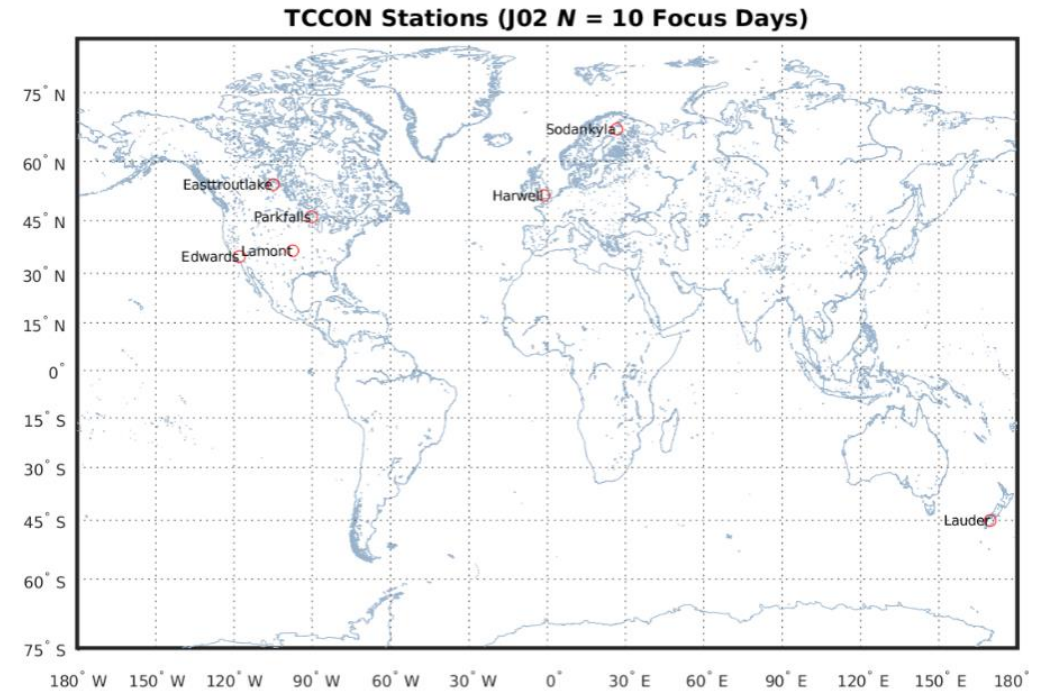 TCCON Stations (J02 N = 10 Focus Days)
75° N
Sodankyla
60° N
Easttroutlake
Harwell
Parkfalls
45° N
Lamont
Edwards
30° N
15° N
0°
15° S
30° S
Lauder
45° S
60° S
75° S
180° W 150° W 120° W 90° W 60° W 30° W 0° 30° E 60° E 90° E 120° E 150° E 180° E